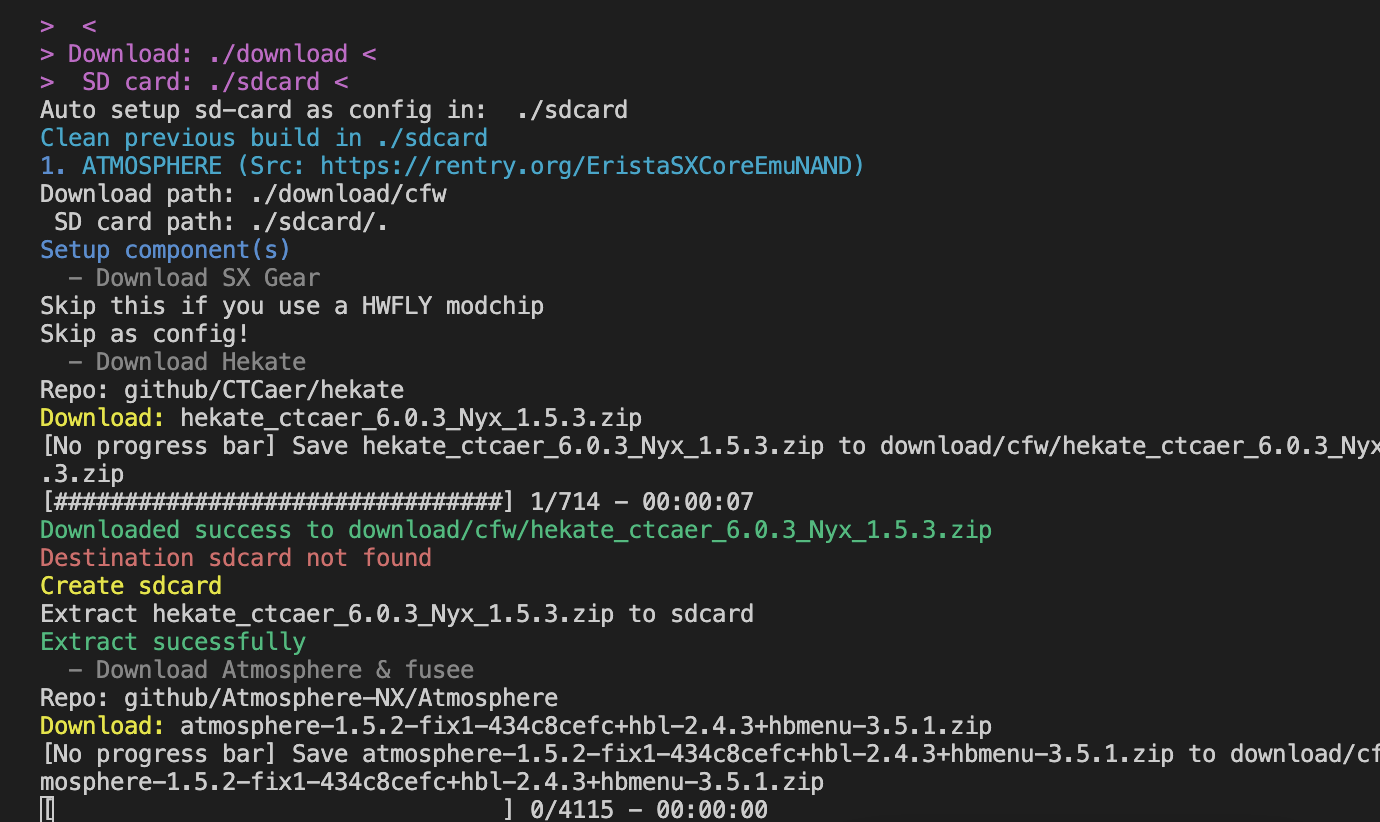 >  <
> Download: ./download <
>  SD card: ./sdcard <
Auto setup sd-card as config in:  ./sdcard
Clean previous build in ./sdcard
1. ATMOSPHERE (Src: https://rentry.org/EristaSXCoreEmuNAND)
Download path: ./download/cfw
 SD card path: ./sdcard/.
Setup component(s)
  - Download SX Gear
Skip this if you use a HWFLY modchip
Skip as config!
  - Download Hekate
Repo: github/CTCaer/hekate
Download: hekate_ctcaer_6.0.3_Nyx_1.5.3.zip
[No progress bar] Save hekate_ctcaer_6.0.3_Nyx_1.5.3.zip to download/cfw/hekate_ctcaer_6.0.3_Nyx
.3.zip
[################################] 1/714 - 00:00:07
Downloaded success to download/cfw/hekate_ctcaer_6.0.3_Nyx_1.5.3.zip
Destination sdcard not found
Create sdcard
Extract hekate_ctcaer_6.0.3_Nyx_1.5.3.zip to sdcard
Extract sucessfully
  - Download Atmosphere & fusee
Repo: github/Atmosphere-NX/Atmosphere
Download: atmosphere-1.5.2-fix1-434c8cefc+hbl-2.4.3+hbmenu-3.5.1.zip
[No progress bar] Save atmosphere-1.5.2-fix1-434c8cefc+hbl-2.4.3+hbmenu-3.5.1.zip to download/cf
mosphere-1.5.2-fix1-434c8cefc+hbl-2.4.3+hbmenu-3.5.1.zip
[                                ] 0/4115 - 00:00:00